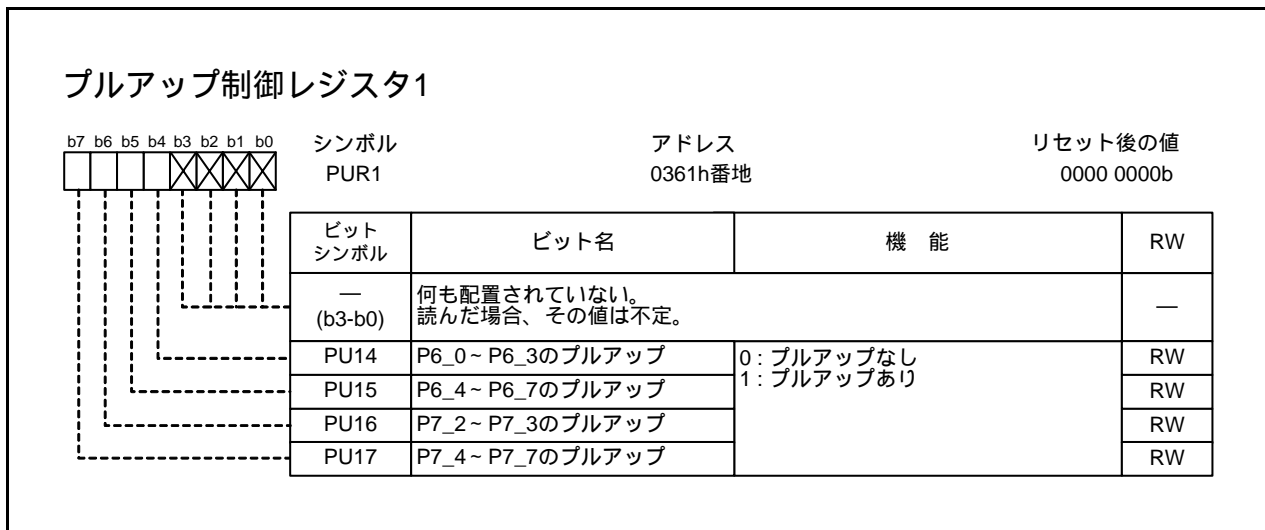 プルアップ制御レジスタ1
b7 b6 b5 b4 b3 b2 b1 b0 シンボル アドレス リセット後の値
PUR1 0361h番地 0000 0000b
ビット
シンボル ビット名 機 能 RW
—
(b3-b0) 何も配置されていない。
読んだ場合、その値は不定。 —
PU14 P6_0~P6_3のプルアップ 0 : プルアップなし RW
1 : プルアップあり
PU15 P6_4~P6_7のプルアップ RW
PU16 P7_2~P7_3のプルアップ RW
PU17 P7_4~P7_7のプルアップ RW